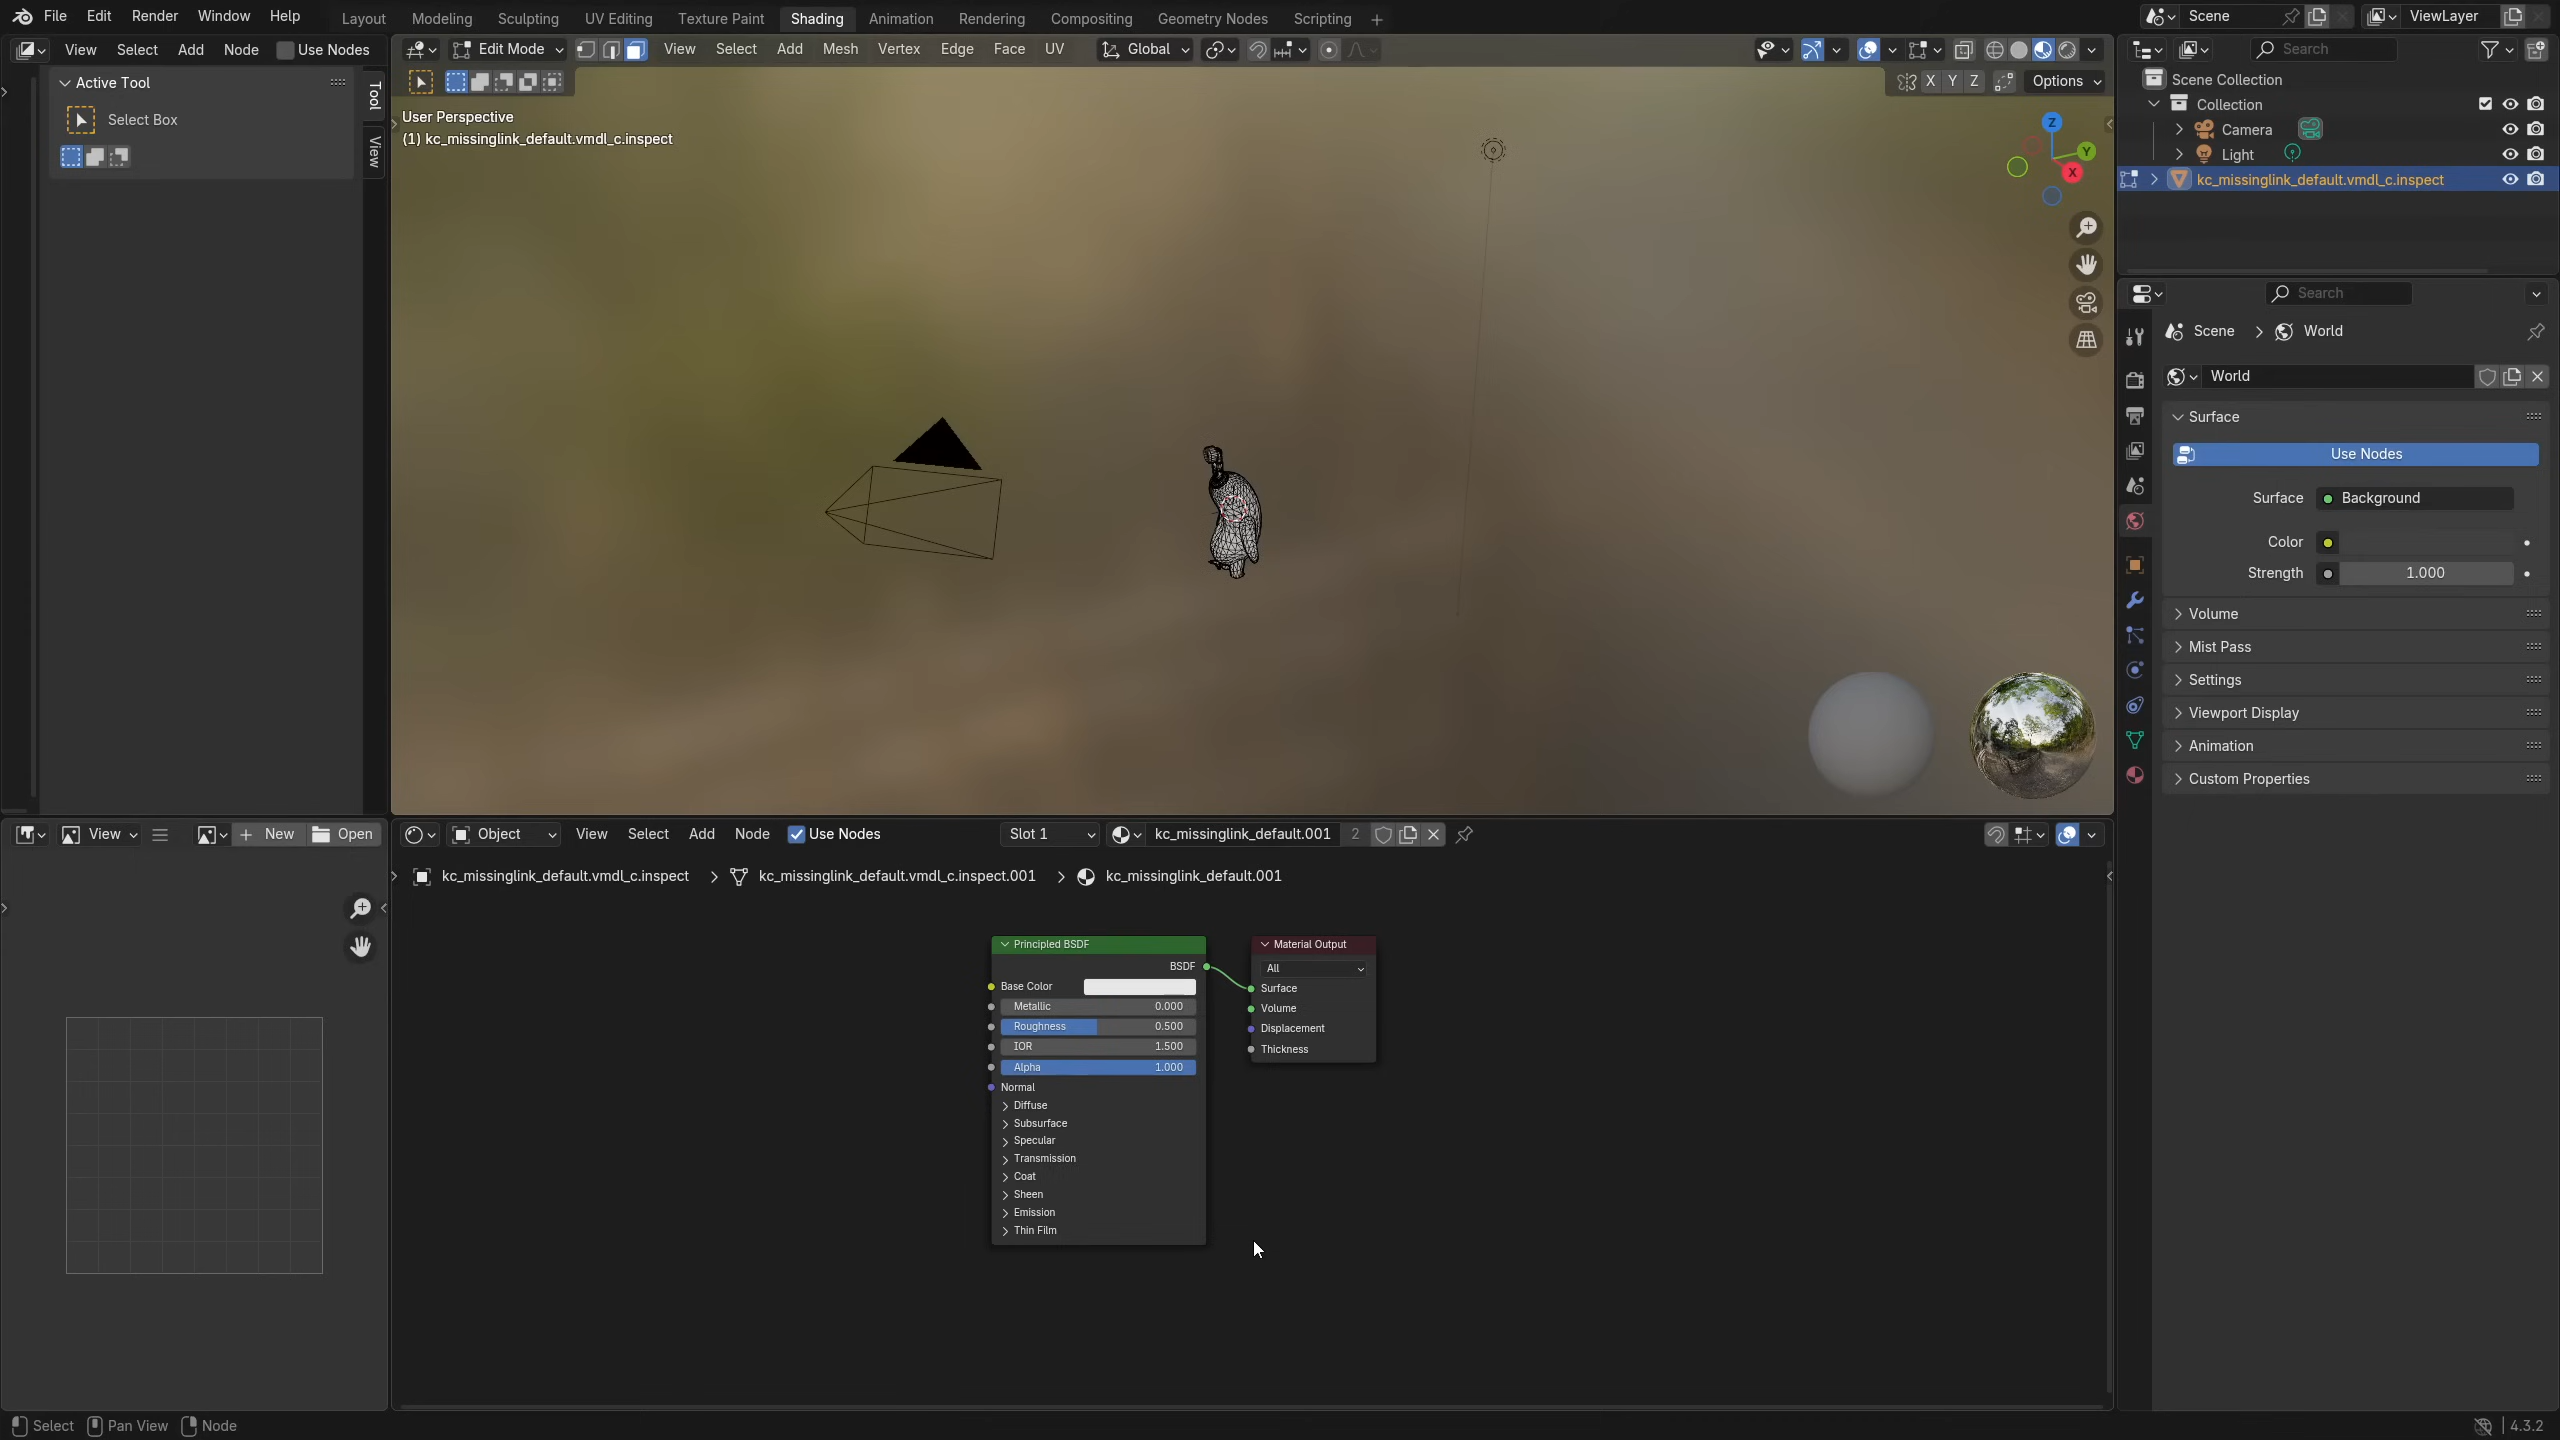 File Edit Render Window Help
Layout Modeling Sculpting UV Editing Texture Paint Shading Animation Rendering Compositing Geometry Nodes Scripting +
Scene ViewLayer
View Select Add Node Use Nodes
Active Tool
Select Box
Tool
View
Edit Mode View Select Add Mesh Vertex Edge Face UV Global
X Y Z Options
User Perspective
(1) kc_missinglink_default.vmdl_c.inspect
Z
Y
X
Search
Scene Collection
Collection
Camera
Light
kc_missinglink_default.vmdl_c.inspect
Search
Scene > World
World
Surface
Use Nodes
Surface Background
Color
Strength 1.000
Volume
Mist Pass
Settings
Viewport Display
Animation
Custom Properties
View New Open
Object View Select Add Node Use Nodes Slot 1 kc_missinglink_default.001 2
kc_missinglink_default.vmdl_c.inspect > kc_missinglink_default.vmdl_c.inspect.001 > kc_missinglink_default.001
Principled BSDF
BSDF
Base Color
Metallic 0.000
Roughness 0.500
IOR 1.500
Alpha 1.000
Normal
Diffuse
Subsurface
Specular
Transmission
Coat
Sheen
Emission
Thin Film
Material Output
All
Surface
Volume
Displacement
Thickness
Select Pan View Node
4.3.2